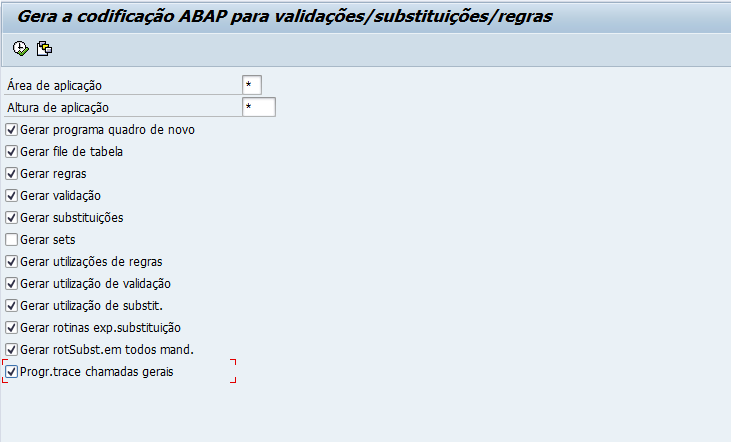 Gera a codificação ABAP para validações/substituições/regras
Área de aplicação *
Altura de aplicação *
Gerar programa quadro de novo
Gerar file de tabela
Gerar regras
Gerar validação
Gerar substituições
Gerar sets
Gerar utilizações de regras
Gerar utilização de validação
Gerar utilização de substit.
Gerar rotinas exp.substituição
Gerar rotSubst.em todos mand.
Progr.trace chamadas gerais